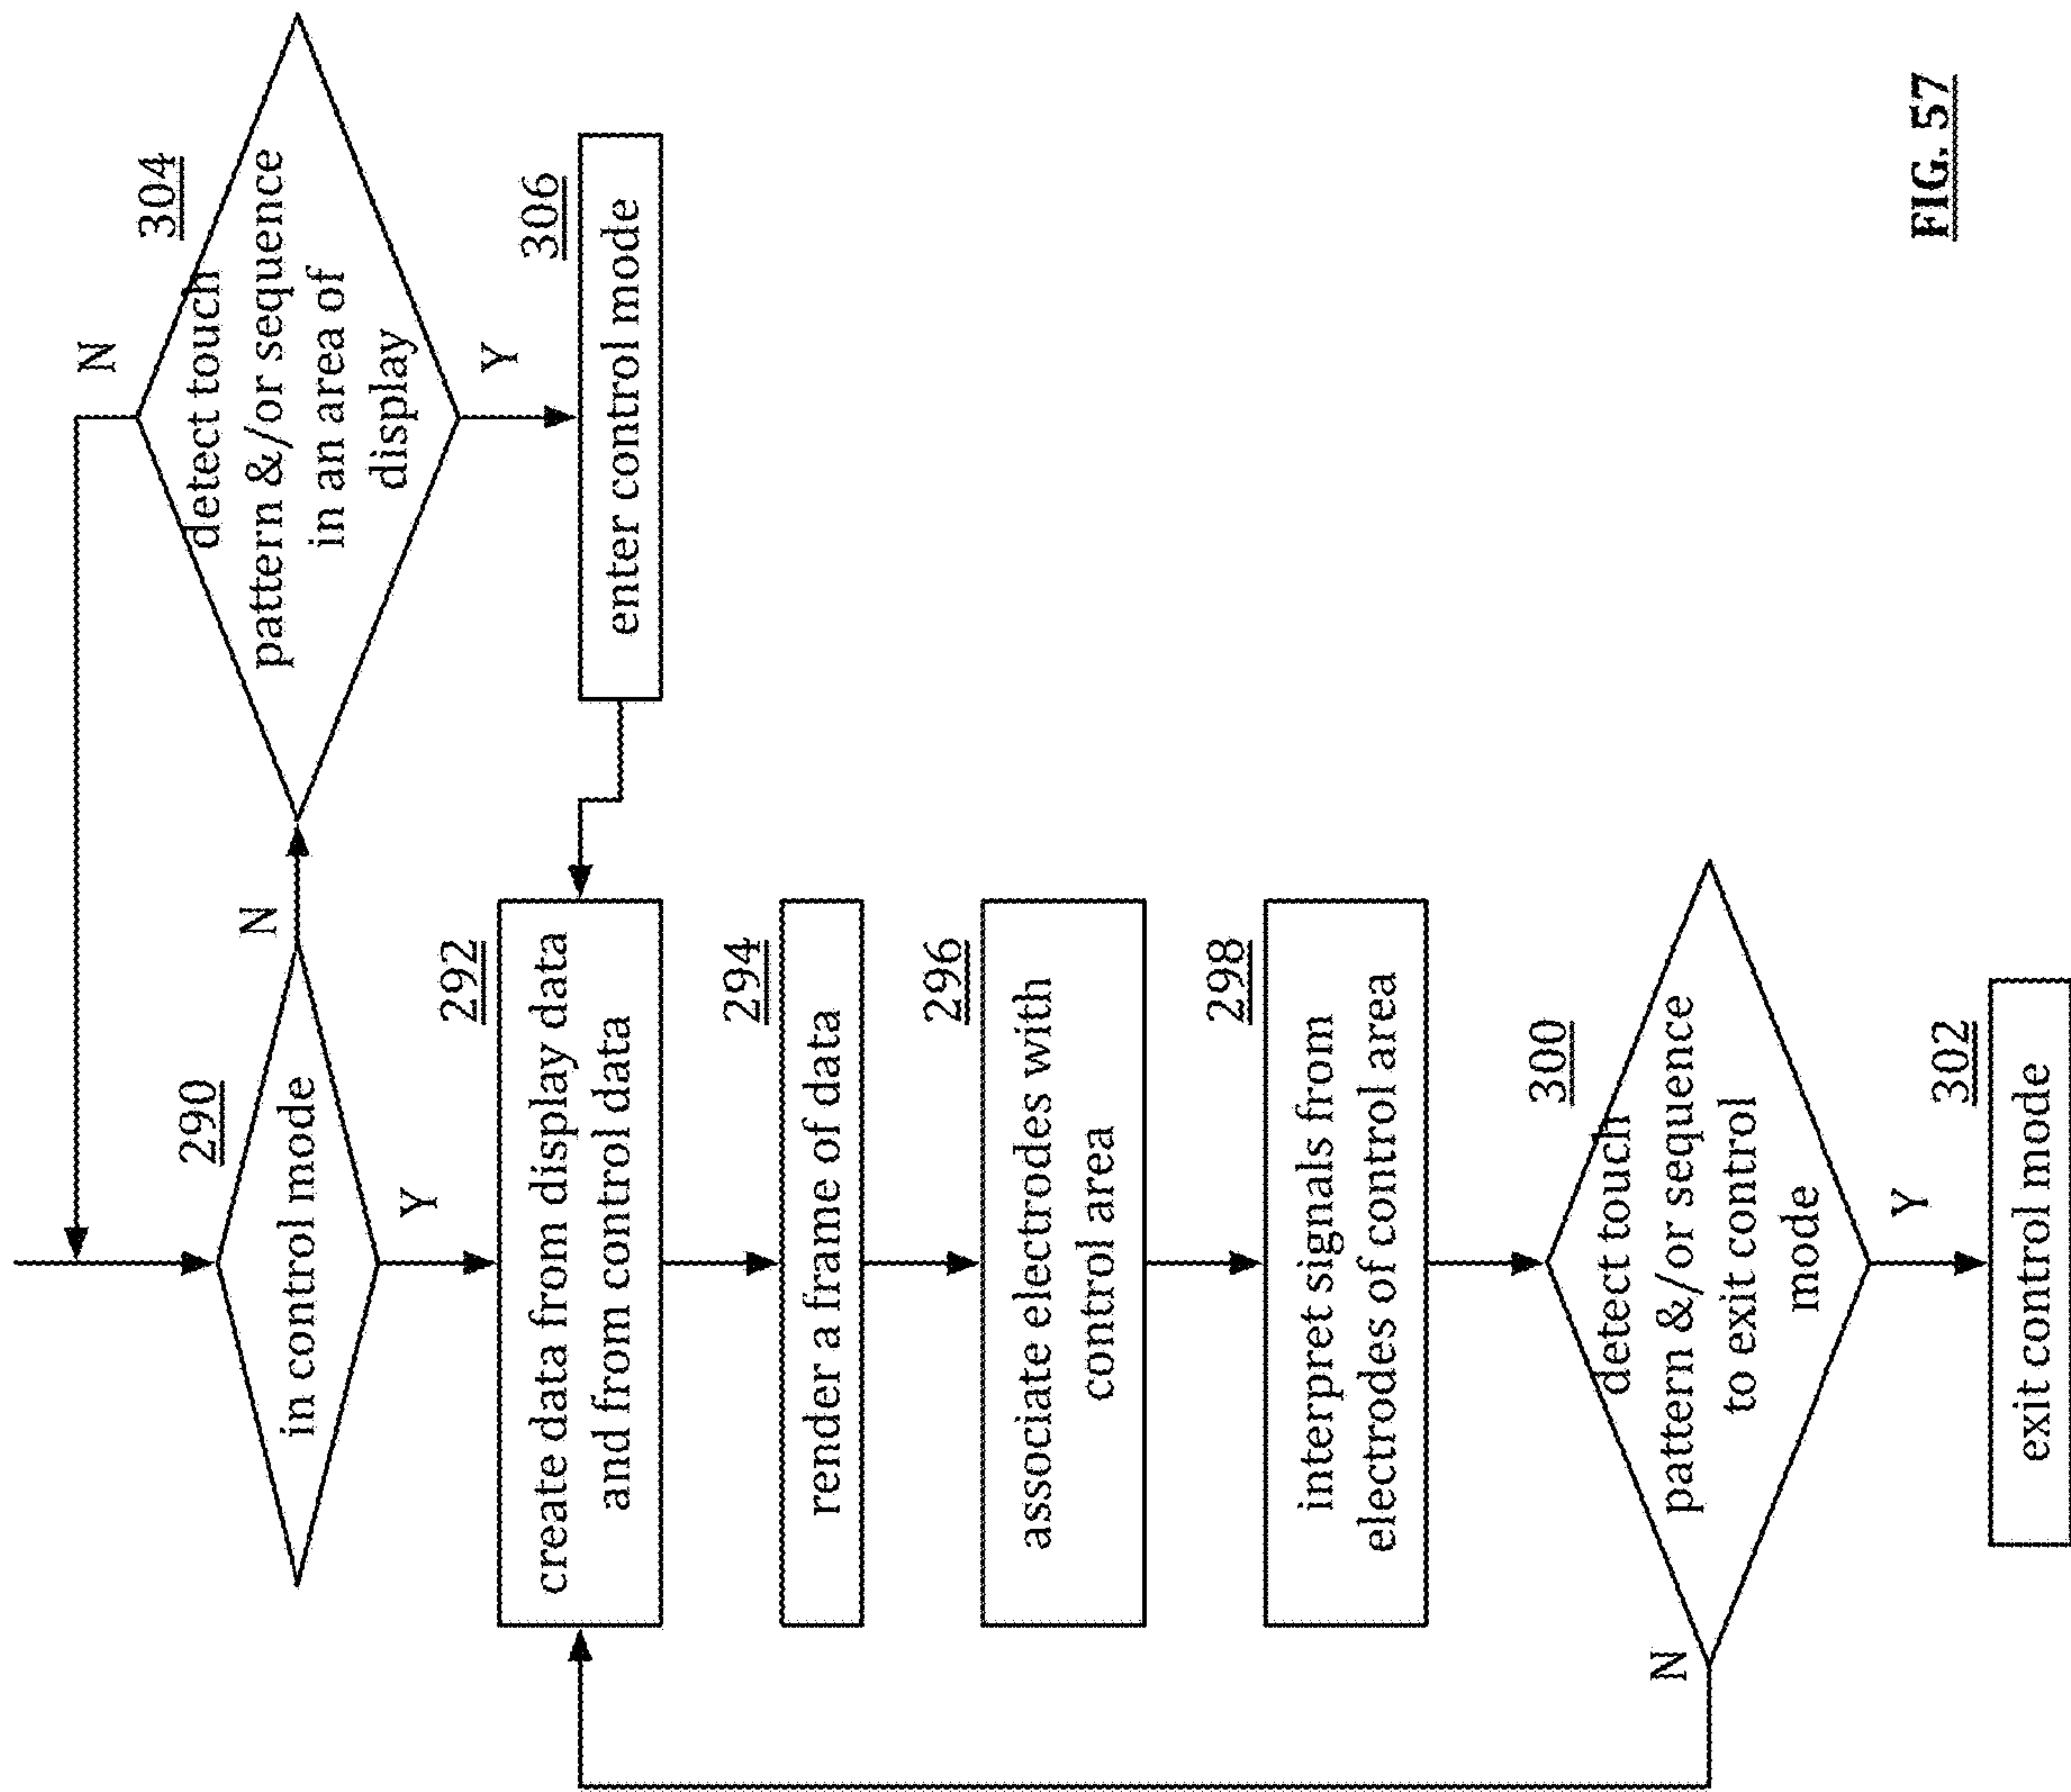 290
in control mode
N
Y
304
detect touch
pattern &/or sequence
in an area of
display
N
Y
306
enter control mode
292
create data from display data
and from control data
294
render a frame of data
296
associate electrodes with
control area
298
interpret signals from
electrodes of control area
300
detect touch
pattern &/or sequence
to exit control
mode
N
Y
302
exit control mode
FIG. 57